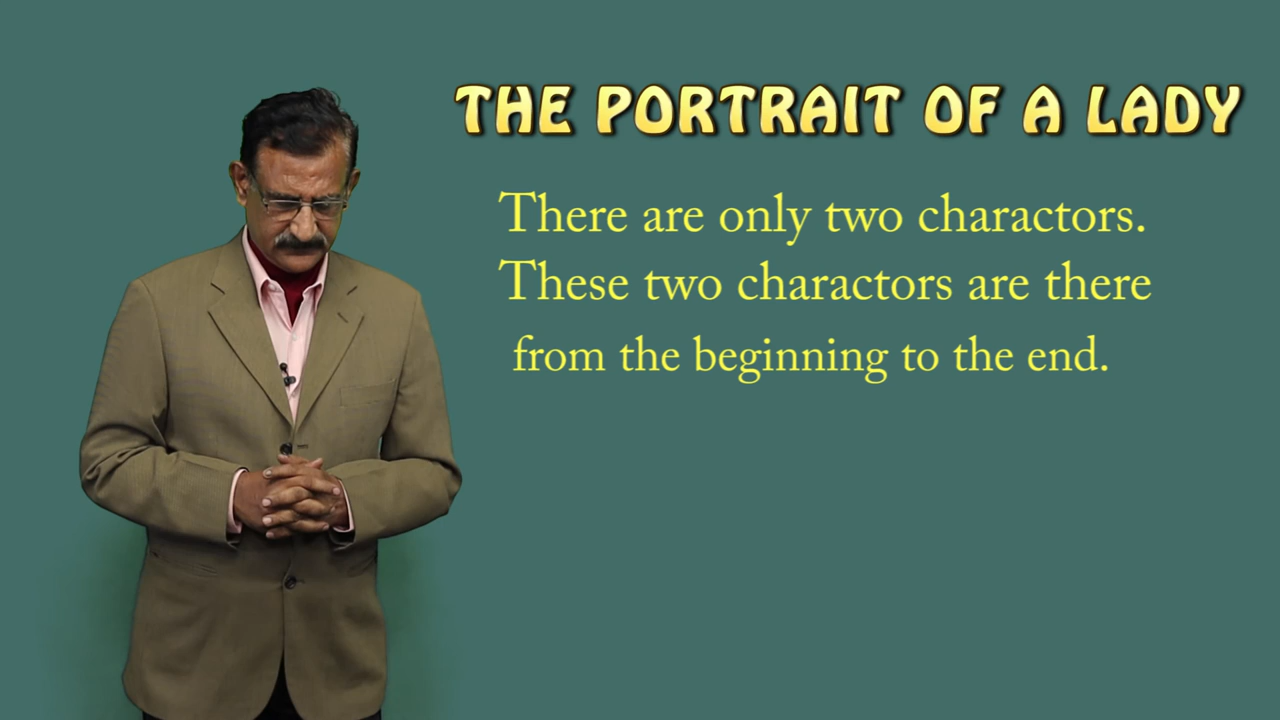 THE PORTRAIT OF A LADY
There are only two charactors.
These two charactors are there
from the beginning to the end.